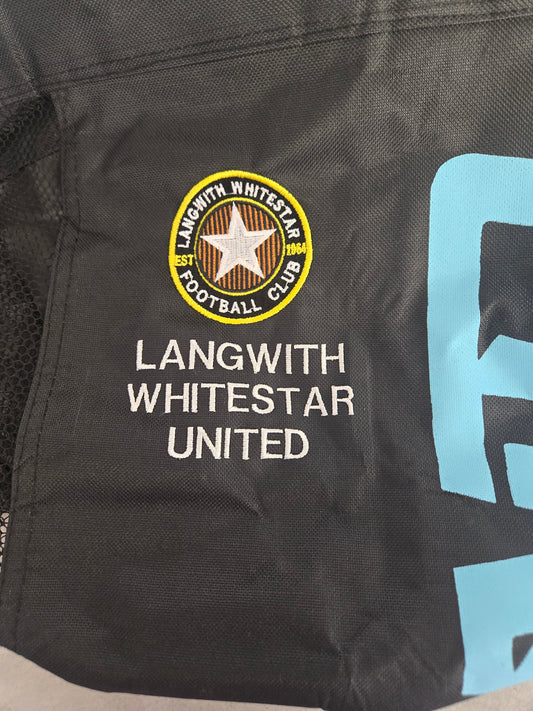 LANGWITH WHITESTAR
EST 1964
FOOTBALL CLUB
LANGWITH
WHITESTAR
UNITED